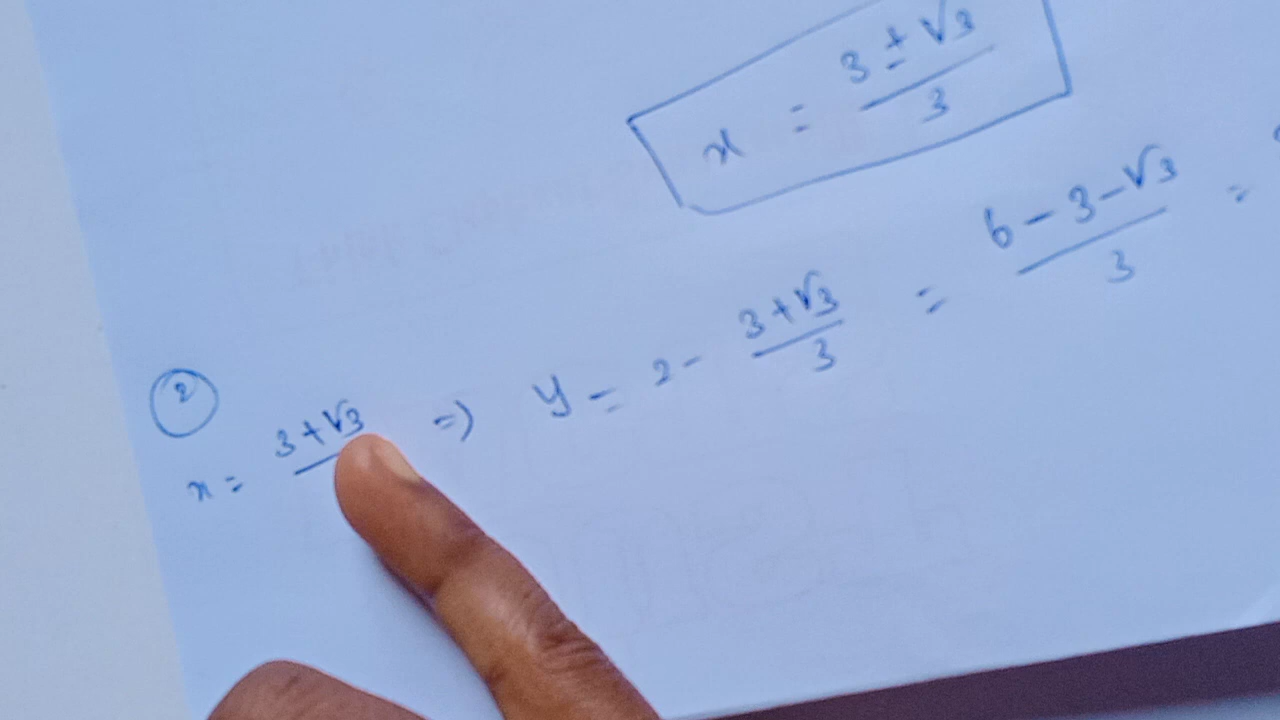 x = (3 ± √3)/3
② x = 3 + √3 => y = 2 - (3 + √3)/3 = (6 - 3 - √3)/3 =